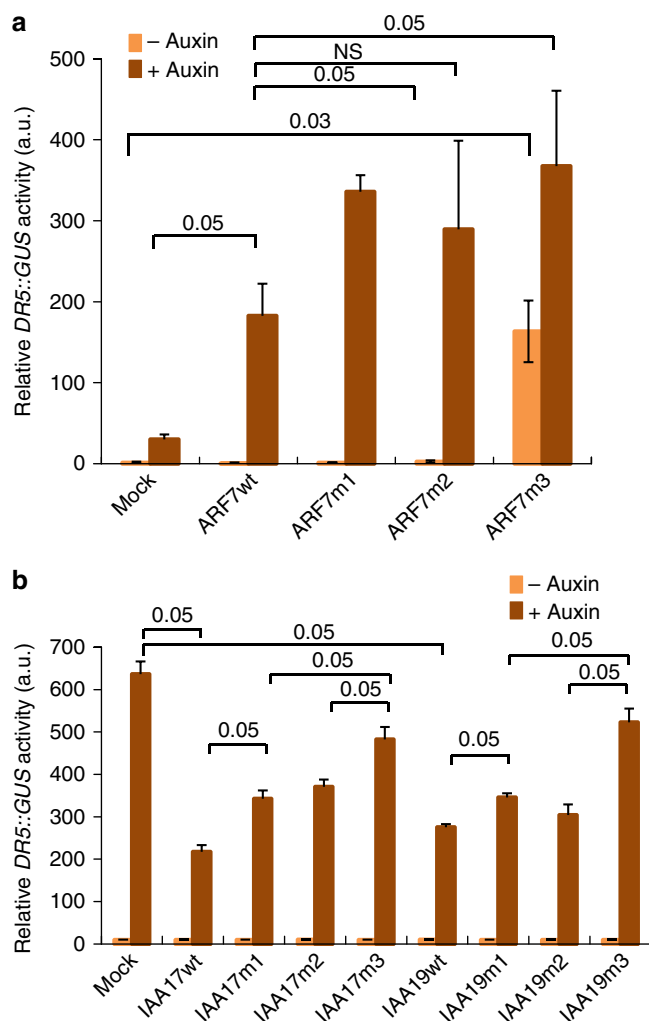 a
Relative DR5::GUS activity (a.u.)
500
400
300
200
100
0
– Auxin
+ Auxin
0.05
NS
0.05
0.03
0.05
Mock
ARF7wt
ARF7m1
ARF7m2
ARF7m3
b
Relative DR5::GUS activity (a.u.)
700
600
500
400
300
200
100
0
– Auxin
+ Auxin
0.05
0.05
0.05
0.05
0.05
0.05
0.05
0.05
Mock
IAA17wt
IAA17m1
IAA17m2
IAA17m3
IAA19wt
IAA19m1
IAA19m2
IAA19m3